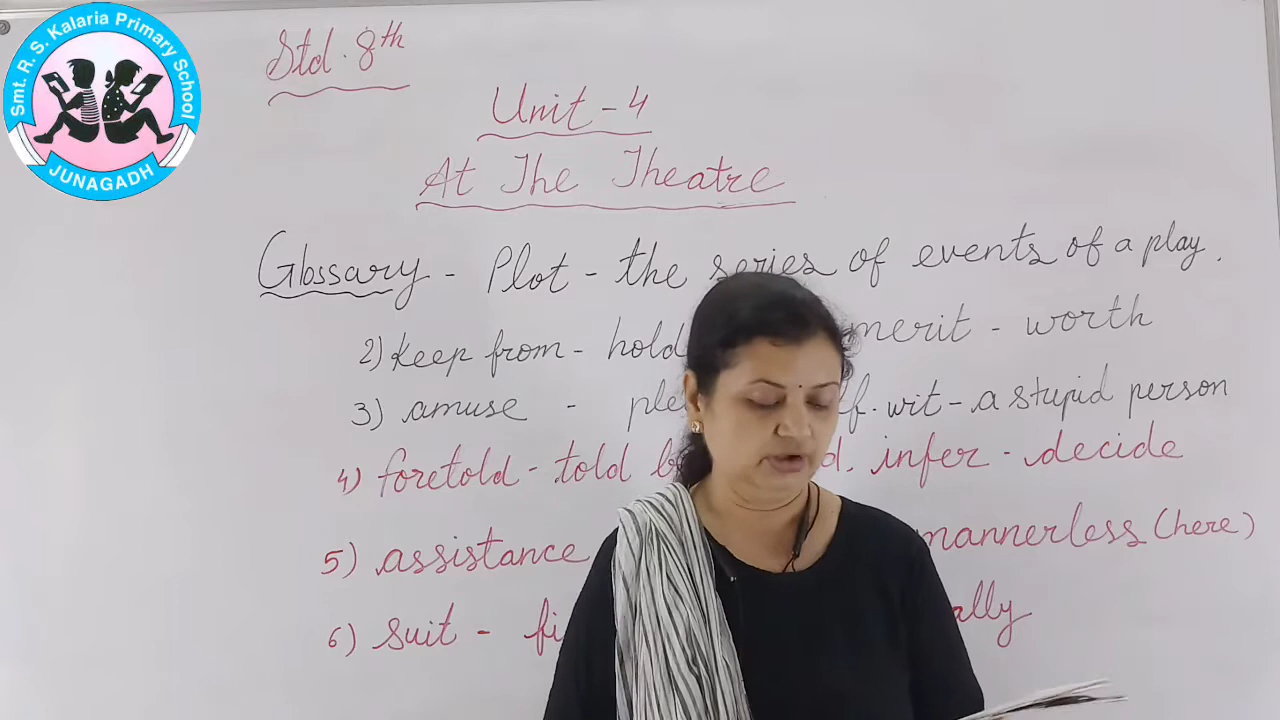 Smt. R. S. Kalaria Primary School
JUNAGADH
Std. 8th
Unit - 4
At The Theatre
Glossary - Plot - the series of events of a play.
2) Keep from - hold merit - worth
3) amuse - wit - a stupid person
4) foretold - told infer - decide
5) assistance mannerless (here)
6) suit -